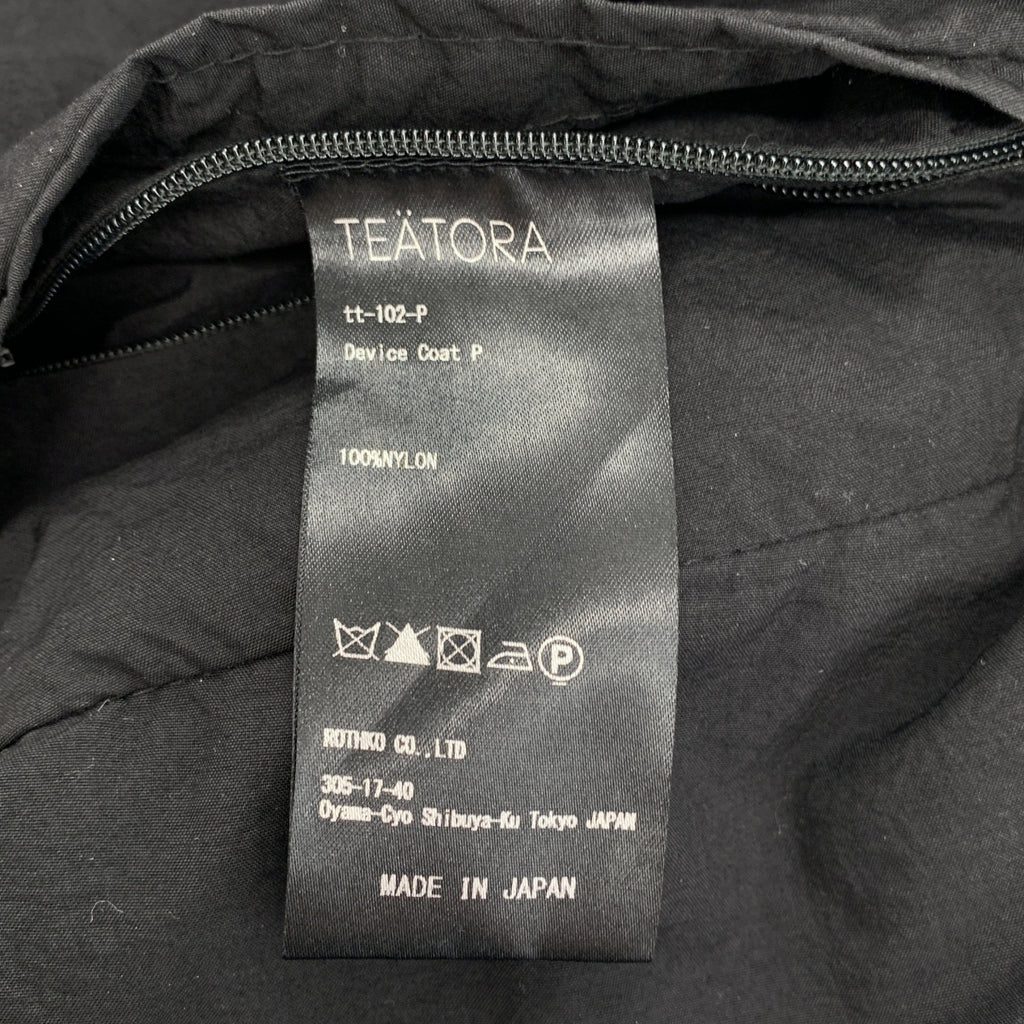 TEÄTORA
tt-102-P
Device Coat P
100%NYLON
P
ROTHKO CO.,LTD
305-17-40
Oyama-Cyo Shibuya-Ku Tokyo JAPAN
MADE IN JAPAN